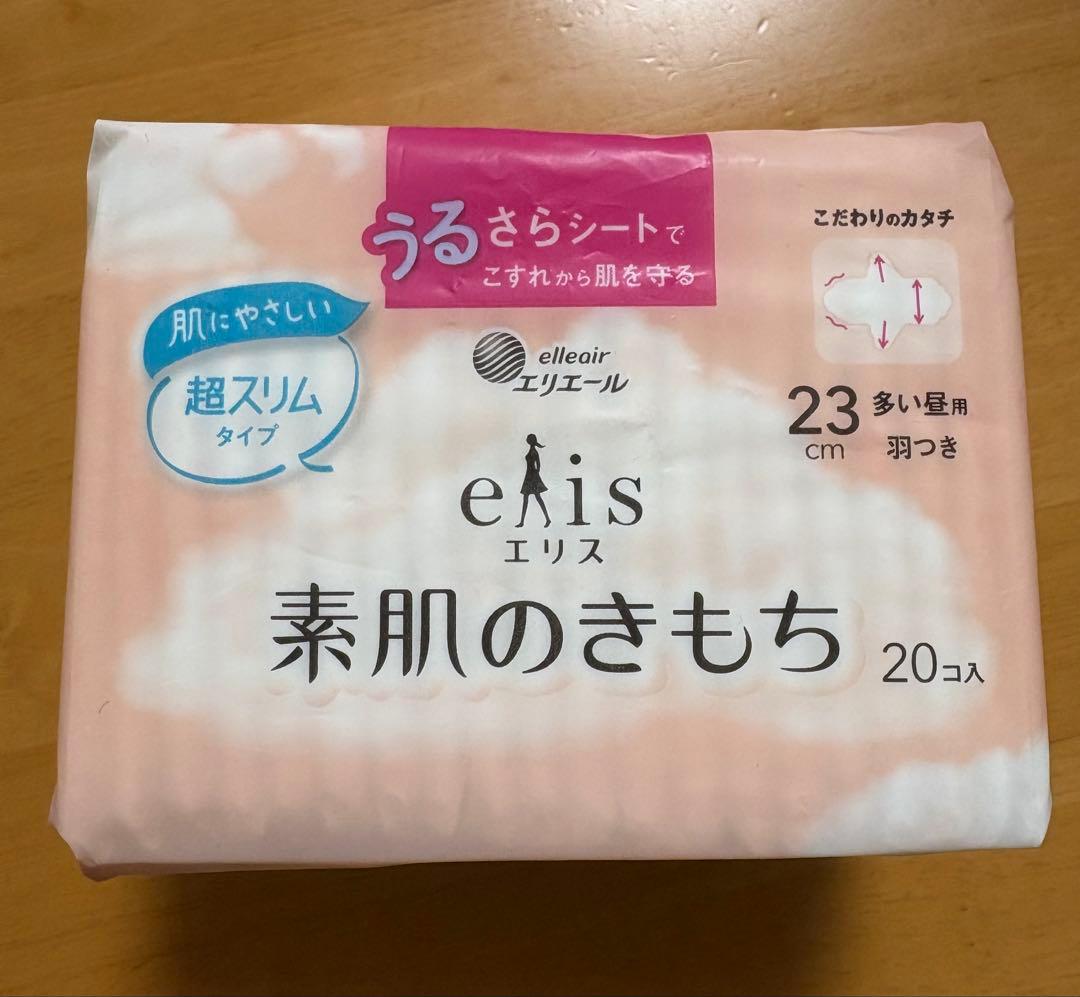 うるさらシートで
こすれから肌を守る
肌にやさしい
超スリム
タイプ
elleair
エリエール
こだわりのカタチ
23cm
多い昼用
羽つき
elis
エリス
素肌のきもち
20コ入